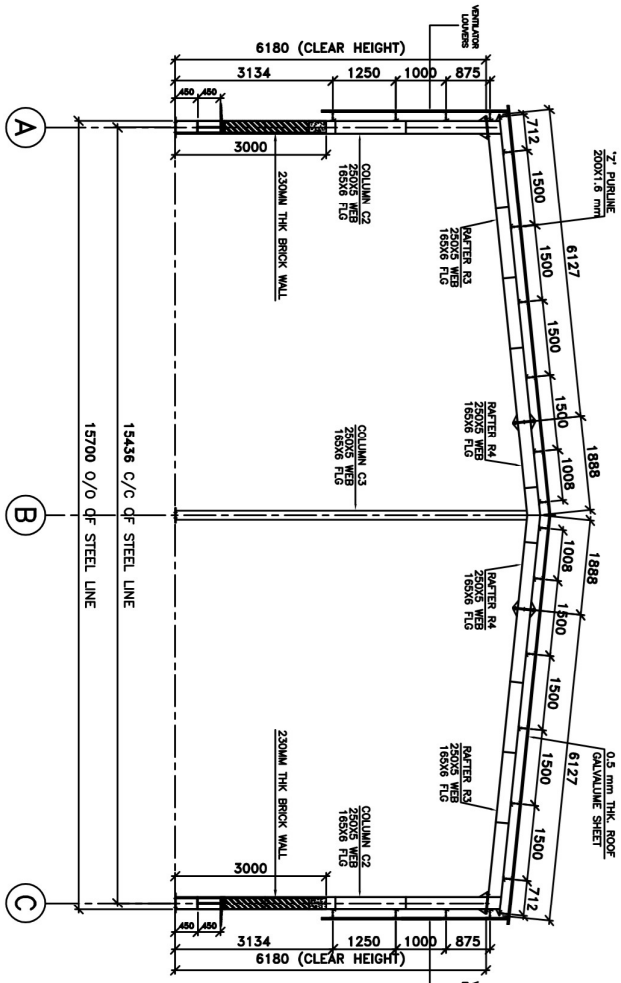 VENTILATOR
LOUVERS
6180 (CLEAR HEIGHT)
3134
1250
1000
875
450
450
3000
A
230MN THK BRICK WALL
COLUMN C2
250X5 WEB
165X6 FLG
'Z' PURLINE
200X1.6 mm
712
1500
1500
1500
1500
1008
6127
1888
RAFTER R3
250X5 WEB
165X6 FLG
RAFTER R4
250X5 WEB
165X6 FLG
COLUMN C3
250X5 WEB
165X6 FLG
B
15436 C/C OF STEEL LINE
15700 O/O OF STEEL LINE
1888
6127
1008
1500
1500
1500
1500
712
RAFTER R4
250X5 WEB
165X6 FLG
RAFTER R3
250X5 WEB
165X6 FLG
0.5 mm THK. ROOF
GALVALUME SHEET
230MM THK BRICK WALL
COLUMN C2
250X5 WEB
165X6 FLG
3000
C
450
450
3134
1250
1000
875
6180 (CLEAR HEIGHT)